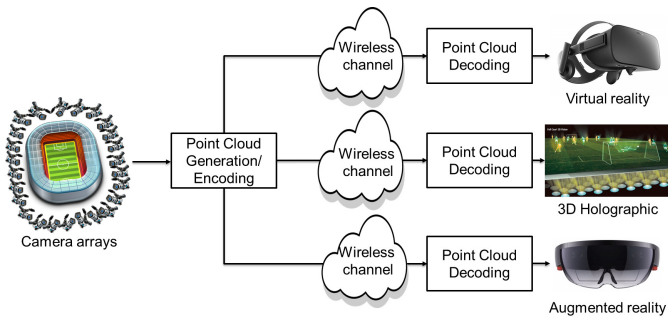 Wireless
channel
Point Cloud
Decoding
Virtual reality
Camera arrays
Point Cloud
Generation/
Encoding
Wireless
channel
Point Cloud
Decoding
3D Holographic
Wireless
channel
Point Cloud
Decoding
Augmented reality